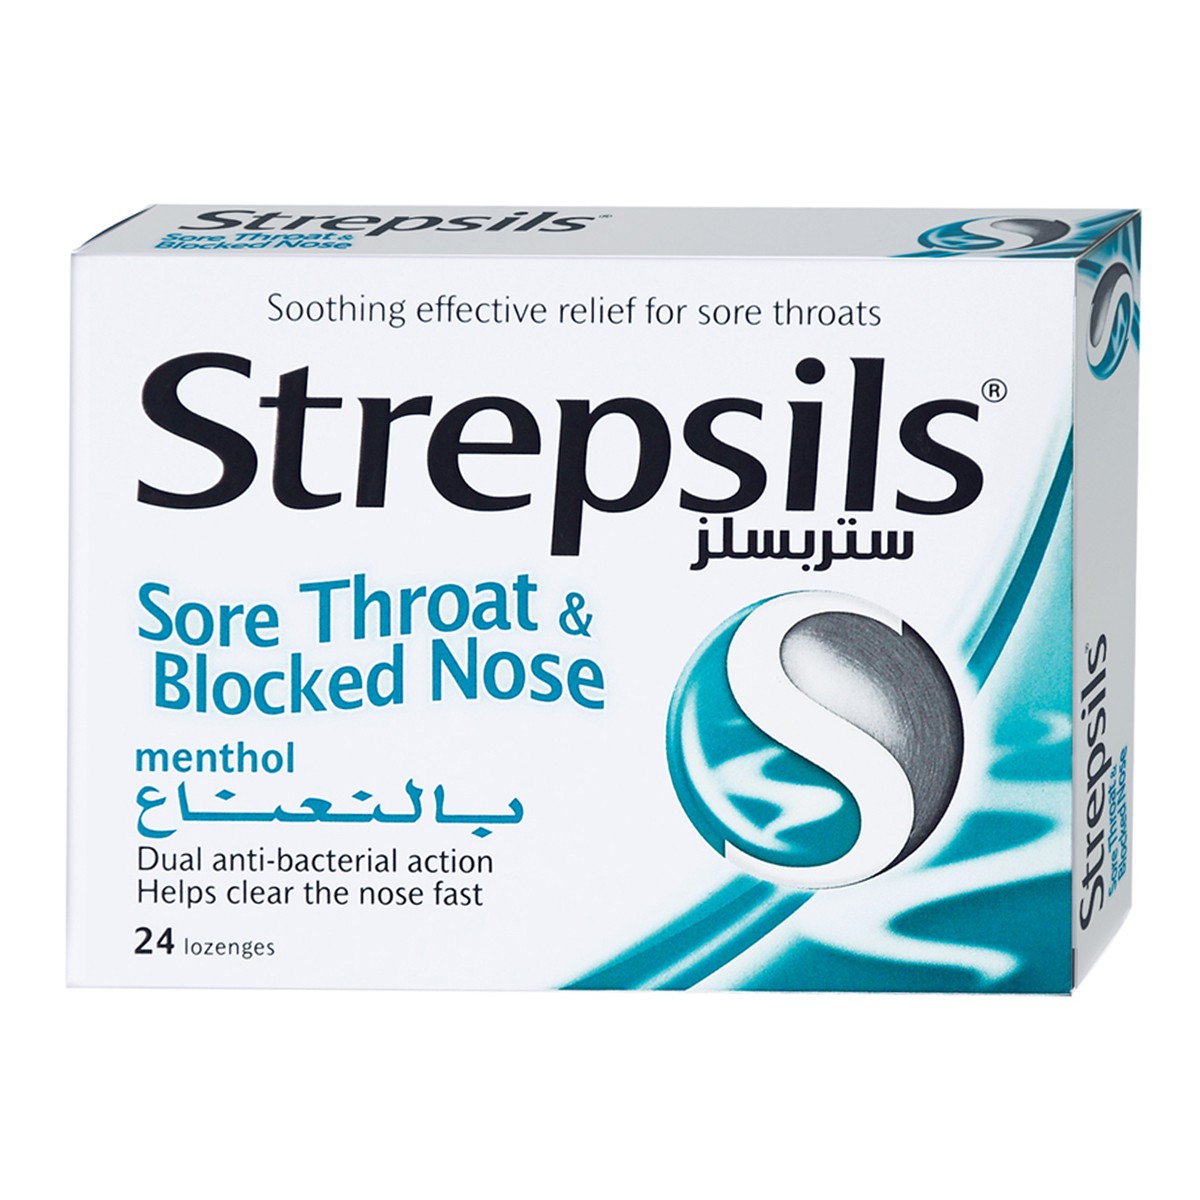 Strepsils®
Sore Throat &
Blocked Nose
Soothing effective relief for sore throats
Strepsils®
ستربسلز
Sore Throat &
Blocked Nose
menthol
بالنعناع
Dual anti-bacterial action
Helps clear the nose fast
24 lozenges
Strepsils®
Sore Throat &
Blocked Nose